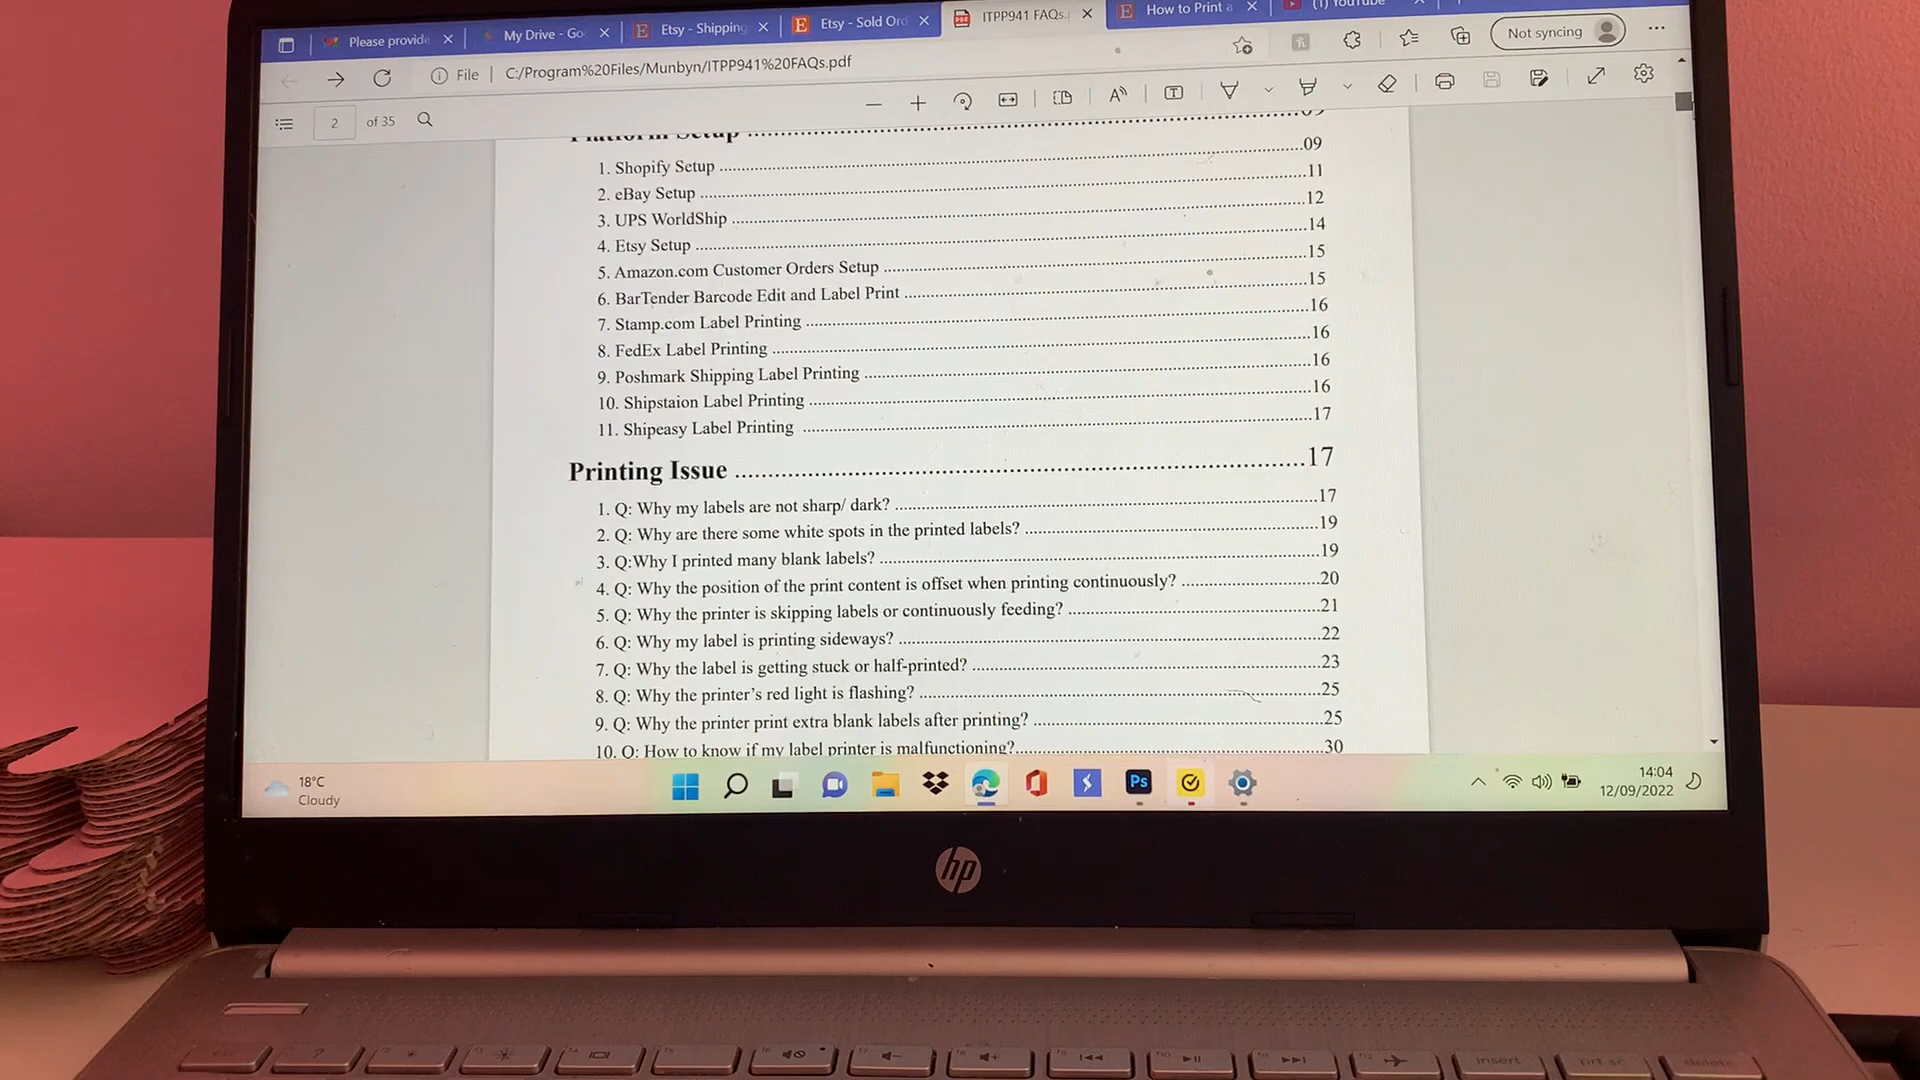 Please provide
My Drive - Go
Etsy - Shipping
Etsy - Sold Ord
ITPP941 FAQs.p
How to Print a
(1) YouTube
File
C:/Program%20Files/Munbyn/ITPP941%20FAQs.pdf
Not syncing
2 of 35
Platform Setup ........ 09
1. Shopify Setup ........ 09
2. eBay Setup ........ 11
3. UPS WorldShip ........ 12
4. Etsy Setup ........ 14
5. Amazon.com Customer Orders Setup ........ 15
6. BarTender Barcode Edit and Label Print ........ 15
7. Stamp.com Label Printing ........ 16
8. FedEx Label Printing ........ 16
9. Poshmark Shipping Label Printing ........ 16
10. Shipstaion Label Printing ........ 16
11. Shipeasy Label Printing ........ 17
Printing Issue ........ 17
1. Q: Why my labels are not sharp/ dark? ........ 17
2. Q: Why are there some white spots in the printed labels? ........ 19
3. Q:Why I printed many blank labels? ........ 19
4. Q: Why the position of the print content is offset when printing continuously? ........ 20
5. Q: Why the printer is skipping labels or continuously feeding? ........ 21
6. Q: Why my label is printing sideways? ........ 22
7. Q: Why the label is getting stuck or half-printed? ........ 23
8. Q: Why the printer's red light is flashing? ........ 25
9. Q: Why the printer print extra blank labels after printing? ........ 25
10. Q: How to know if my label printer is malfunctioning? ........ 30
18°C
Cloudy
Ps
14:04
12/09/2022
hp
insert
prt sc
delete